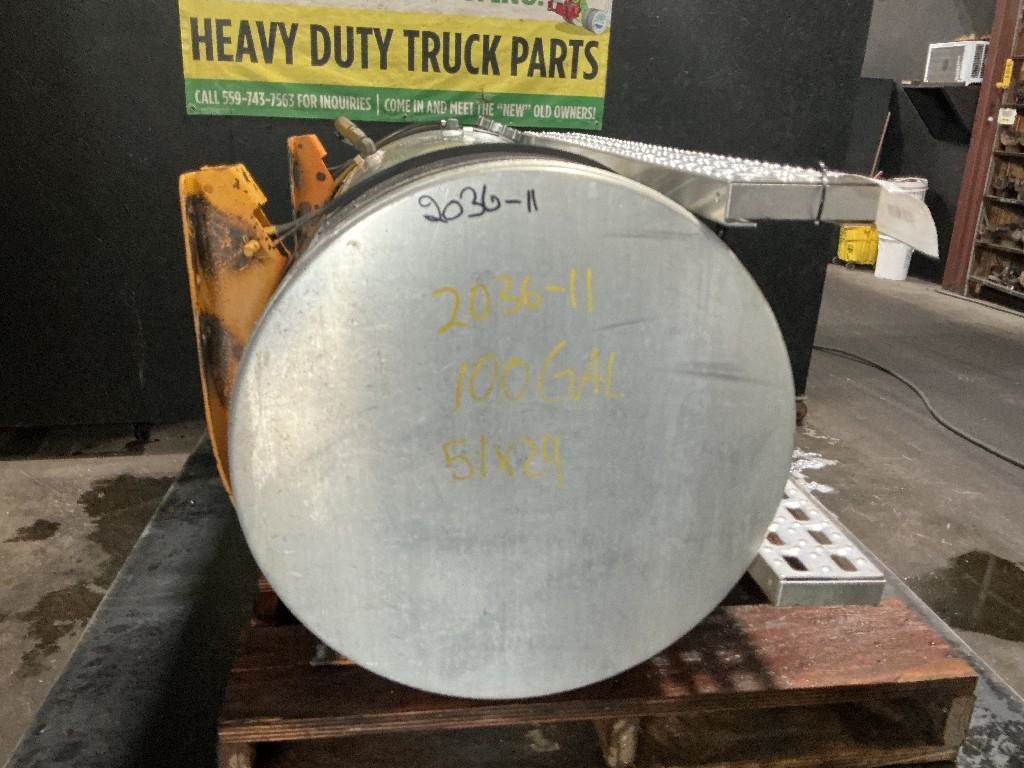 HEAVY DUTY TRUCK PARTS
CALL 559-743-7563 FOR INQUIRIES | COME IN AND MEET THE "NEW" OLD OWNERS!
2036-11
2036-11
100 GAL
51x24